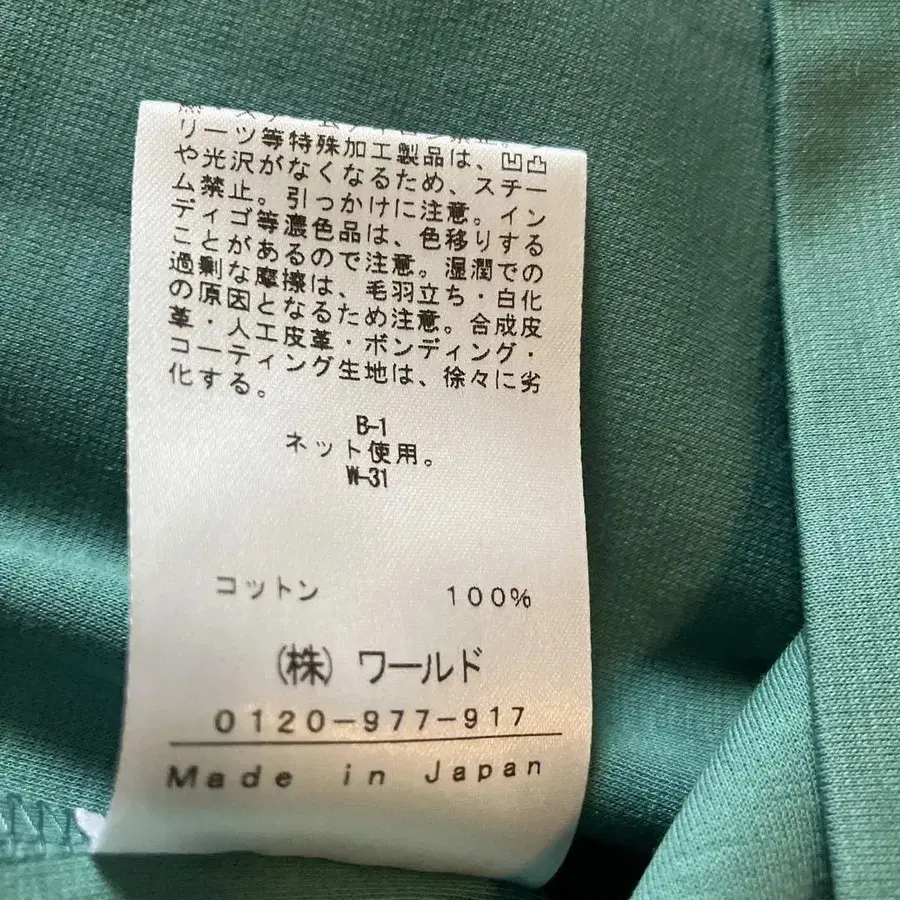 リーツ等特殊加工製品は、凹凸
や光沢がなくなるため、スチー
ム禁止。引っかけに注意。イン
ディゴ等濃色品は、色移りする
ことがあるので注意。湿潤での
過剰な摩擦は、毛羽立ち・白化
の原因となるため注意。合成皮
革・人工皮革・ボンディング・
コーティング生地は、徐々に劣
化する。
B-1
ネット使用。
W-31
コットン 100%
(株) ワールド
0120-977-917
Made in Japan